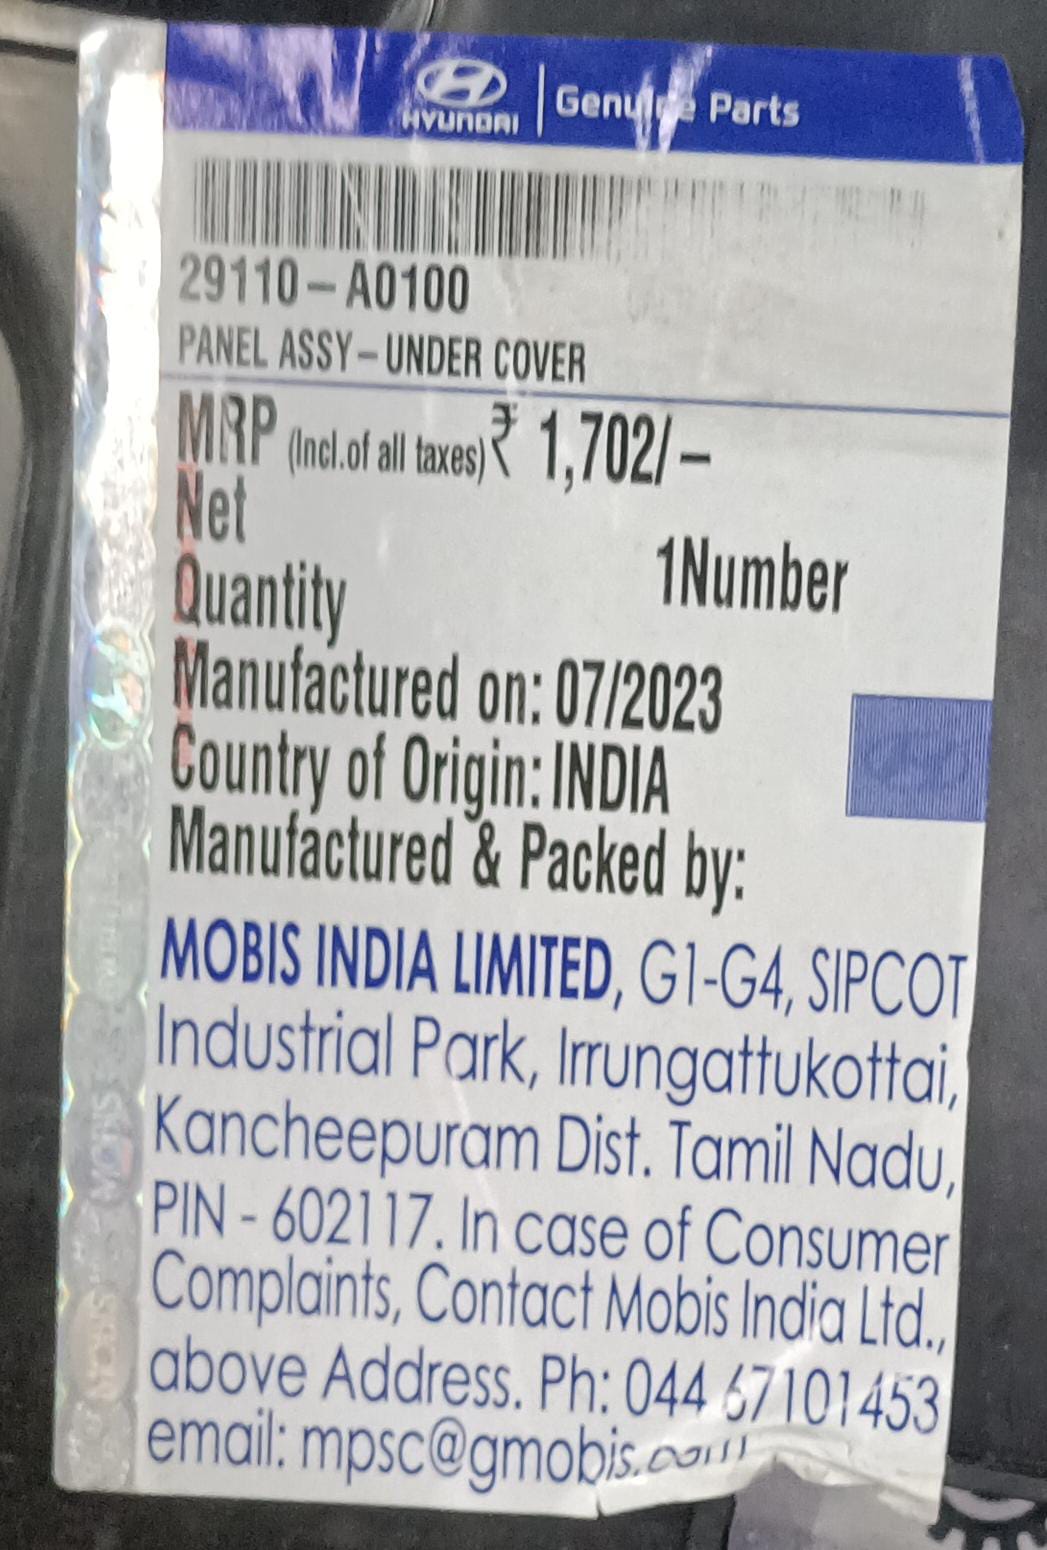 HYUNDAI | Genuine Parts
29110-A0100
PANEL ASSY-UNDER COVER
MRP (Incl.of all taxes)₹ 1,702/-
Net
Quantity 1Number
Manufactured on: 07/2023
Country of Origin: INDIA
Manufactured & Packed by:
MOBIS INDIA LIMITED, G1-G4, SIPCOT
Industrial Park, Irrungattukottai,
Kancheepuram Dist. Tamil Nadu,
PIN - 602117. In case of Consumer
Complaints, Contact Mobis India Ltd.,
above Address. Ph: 044 67101453
email: mpsc@gmobis.com
MOBIS
MOBIS